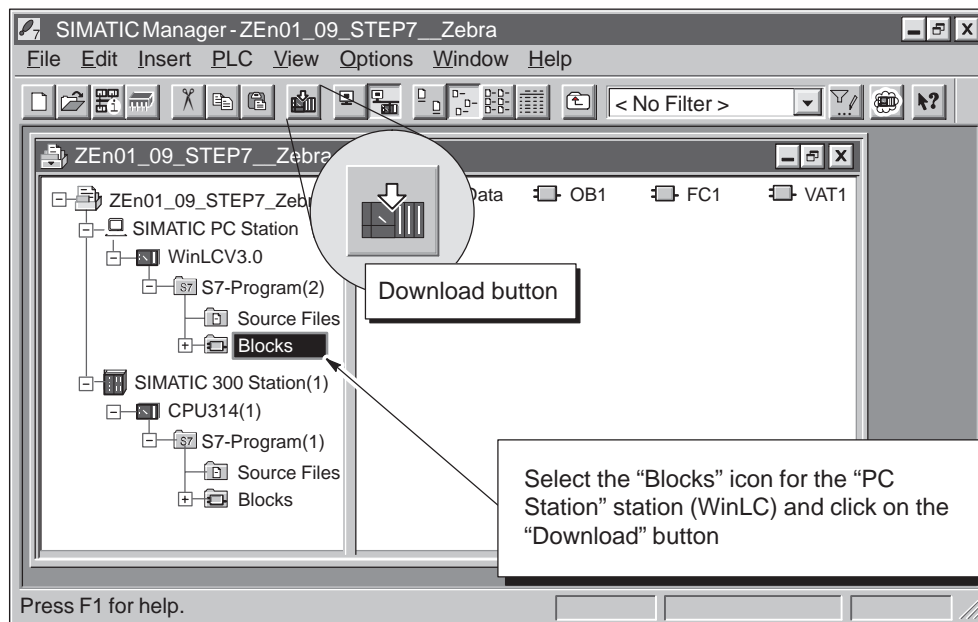 SIMATIC Manager - ZEn01_09_STEP7__Zebra
File Edit Insert PLC View Options Window Help
< No Filter >
ZEn01_09_STEP7__Zebra
ZEn01_09_STEP7_Zebr
SIMATIC PC Station
WinLCV3.0
S7 S7-Program(2)
Source Files
Blocks
SIMATIC 300 Station(1)
CPU314(1)
S7 S7-Program(1)
Source Files
Blocks
Data OB1 FC1 VAT1
Download button
Select the “Blocks” icon for the “PC
Station” station (WinLC) and click on the
“Download” button
Press F1 for help.